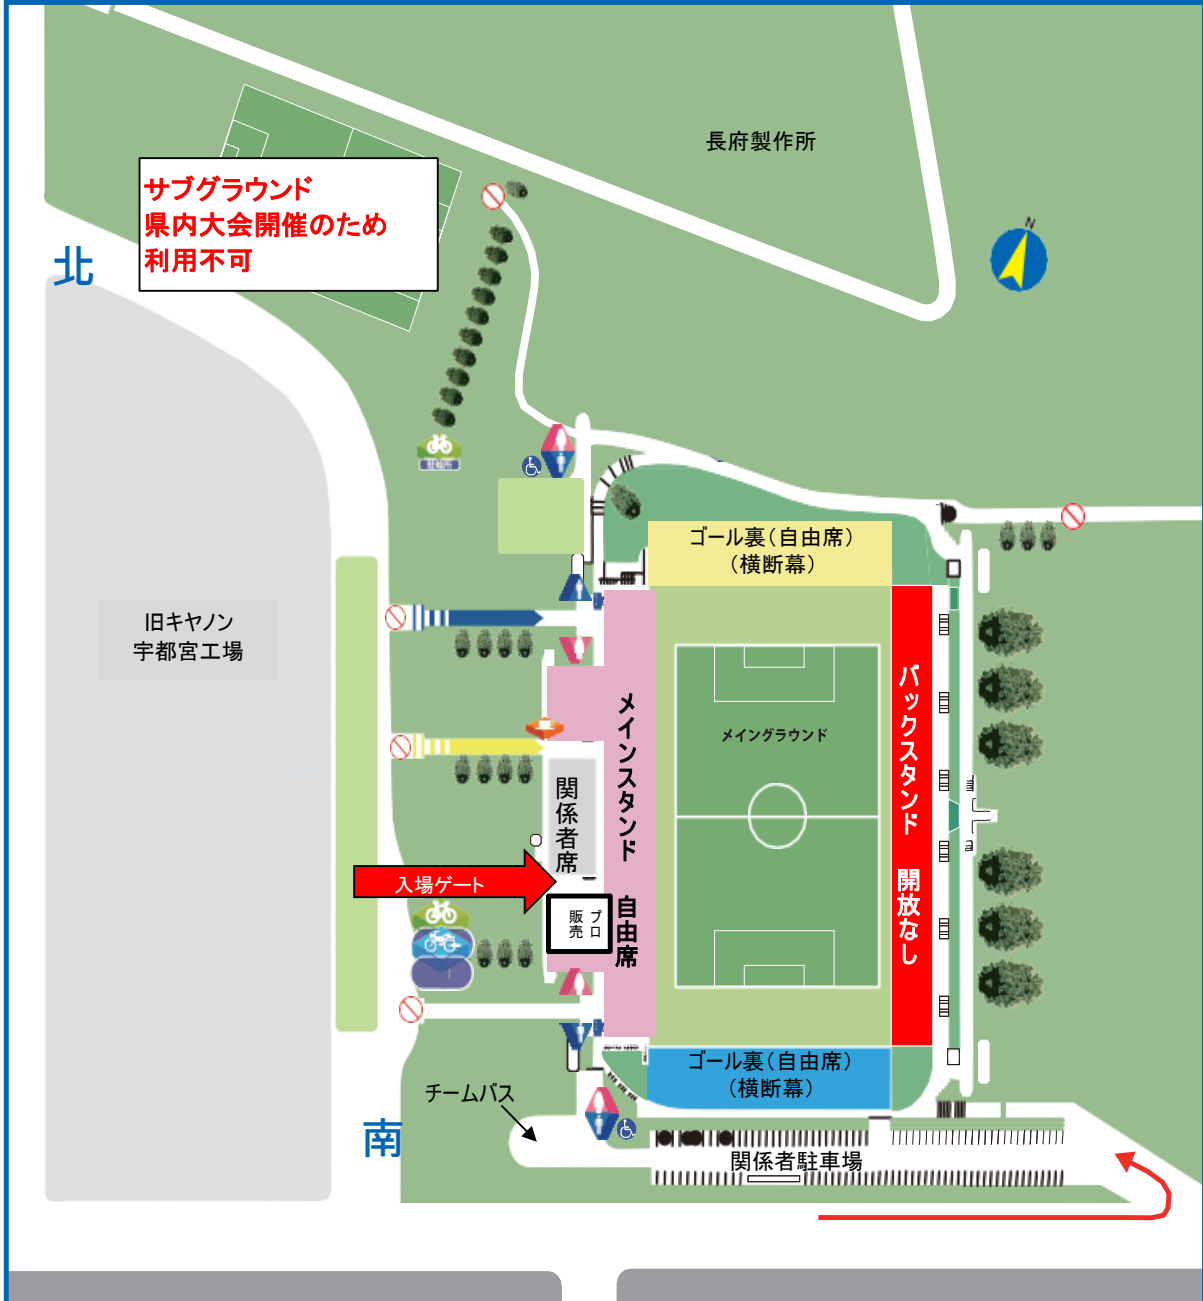 長府製作所
サブグラウンド
県内大会開催のため
利用不可
北
N
ゴール裏（自由席）
（横断幕）
旧キヤノン
宇都宮工場
メインスタンド　自由席
メイングラウンド
バックスタンド　開放なし
関係者席
入場ゲート
プロ
販売
ゴール裏（自由席）
（横断幕）
チームバス
南
関係者駐車場